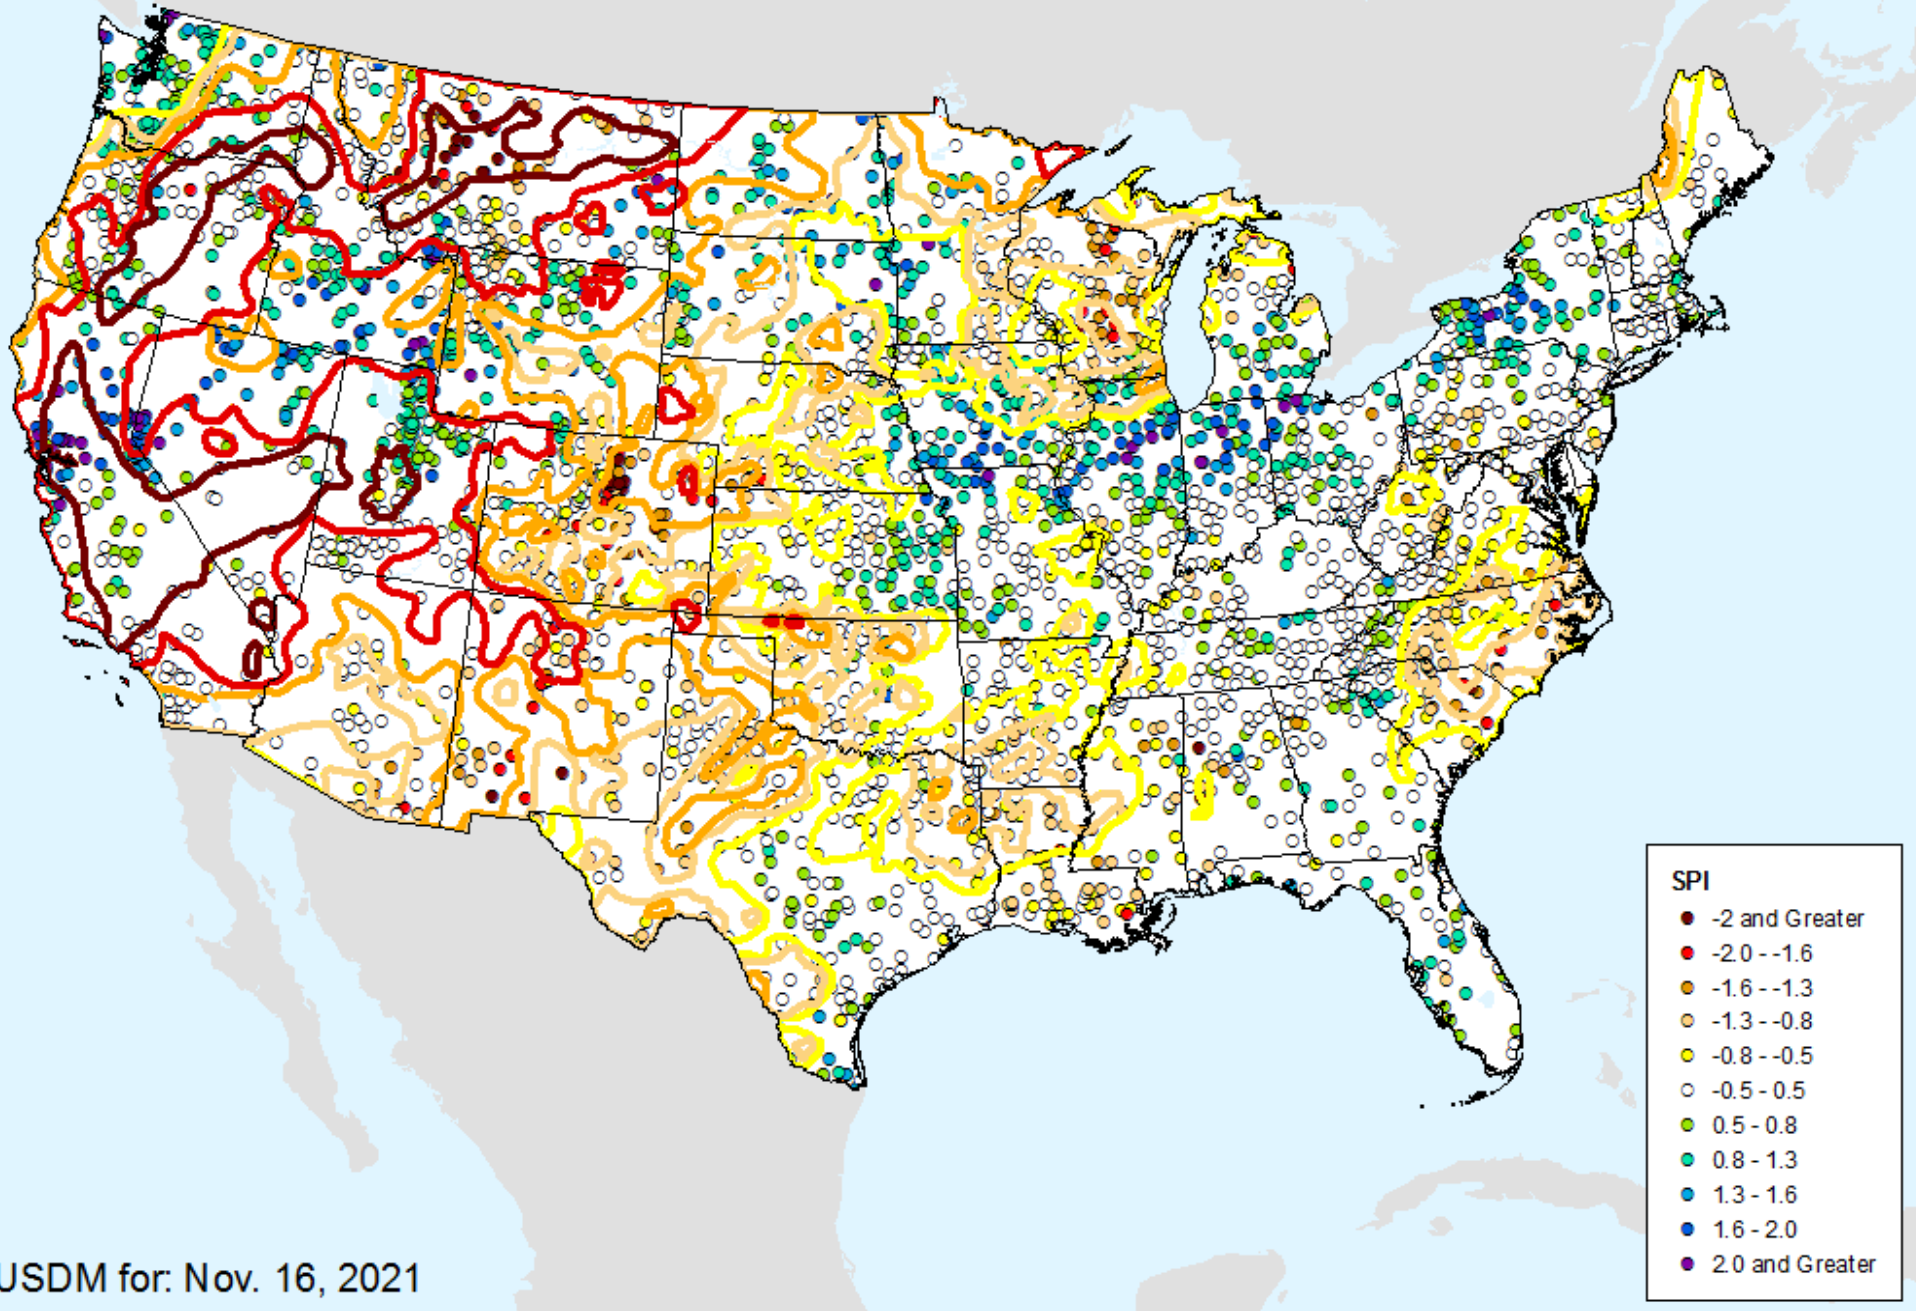 SPI
-2 and Greater
-2.0 - -1.6
-1.6 - -1.3
-1.3 - -0.8
-0.8 - -0.5
-0.5 - 0.5
0.5 - 0.8
0.8 - 1.3
1.3 - 1.6
1.6 - 2.0
2.0 and Greater
USDM for: Nov. 16, 2021